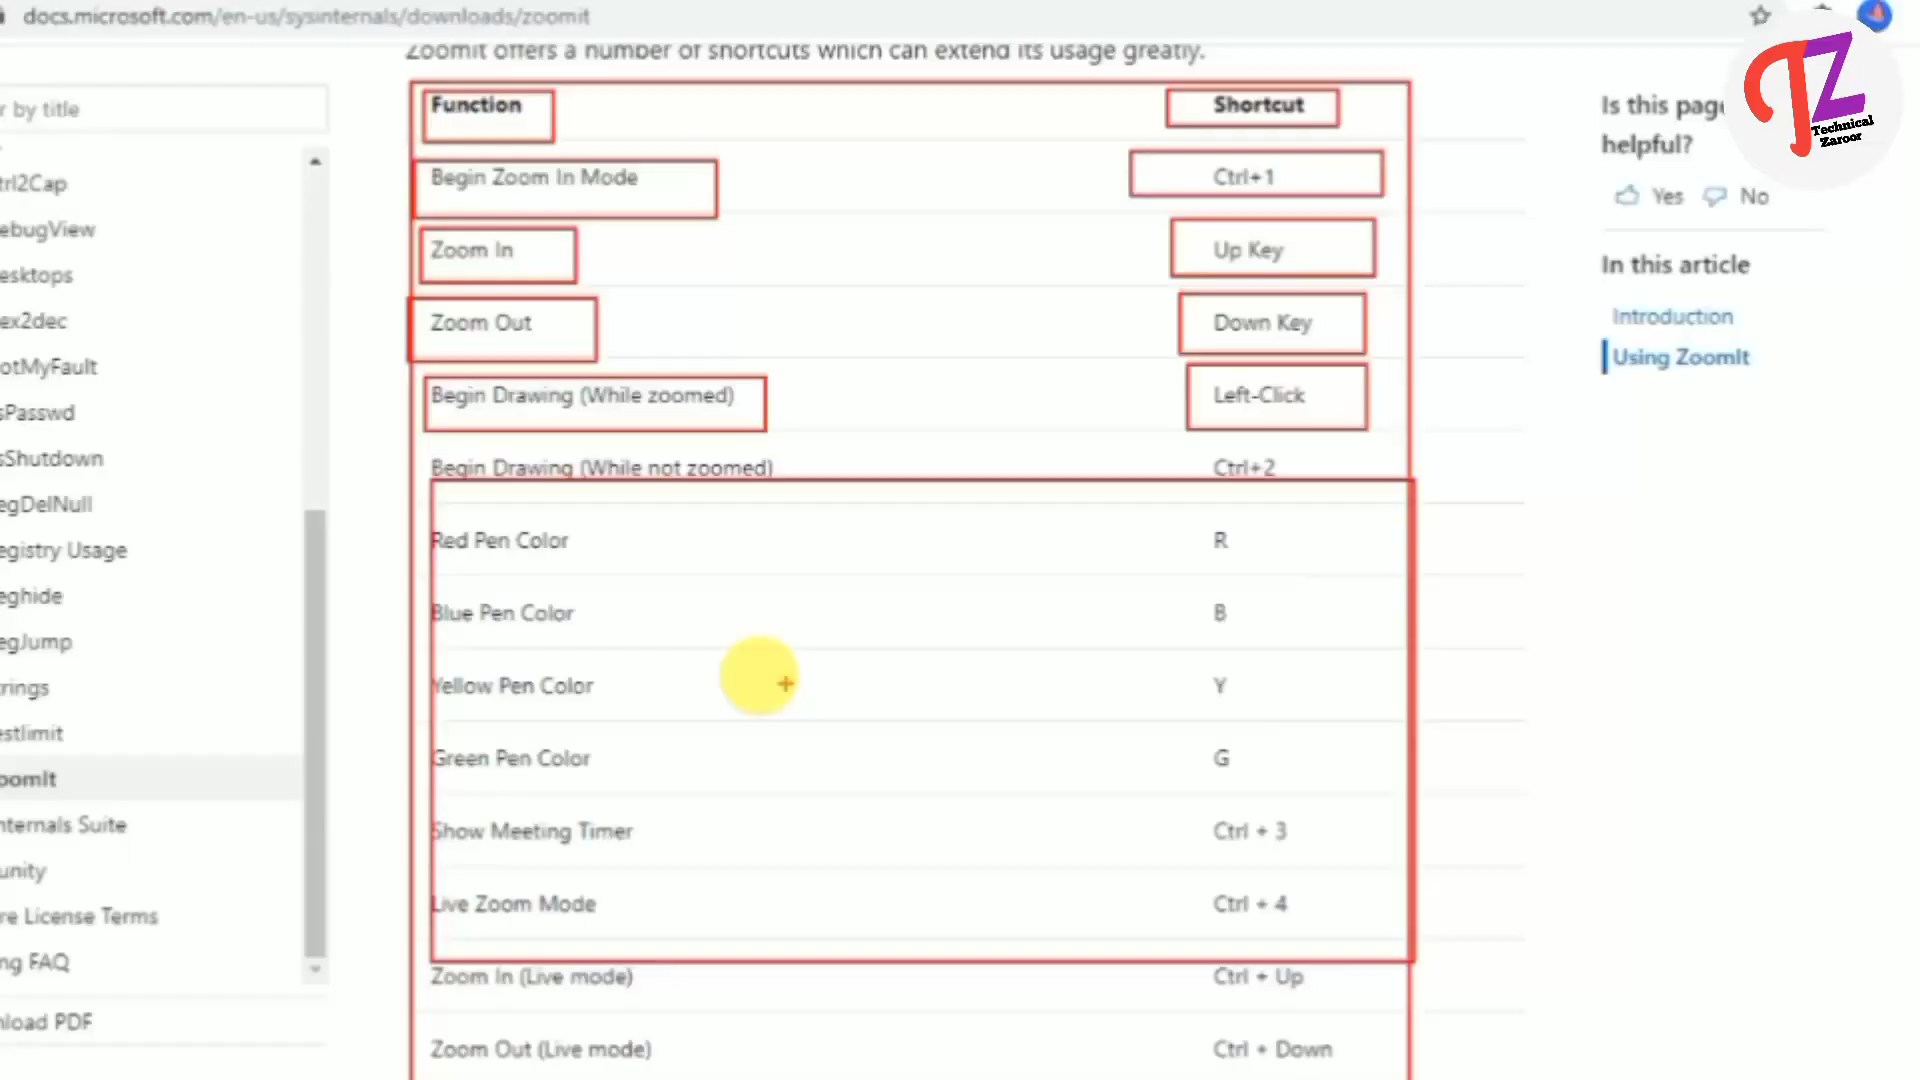 docs.microsoft.com/en-us/sysinternals/downloads/zoomit
ZoomIt offers a number of shortcuts which can extend its usage greatly.
r by title
trl2Cap
ebugView
esktops
ex2dec
otMyFault
sPasswd
sShutdown
egDelNull
egistry Usage
eghide
egJump
rings
estlimit
oomIt
nternals Suite
unity
re License Terms
ng FAQ
nload PDF
Function Shortcut
Begin Zoom In Mode Ctrl+1
Zoom In Up Key
Zoom Out Down Key
Begin Drawing (While zoomed) Left-Click
Begin Drawing (While not zoomed) Ctrl+2
Red Pen Color R
Blue Pen Color B
Yellow Pen Color Y
Green Pen Color G
Show Meeting Timer Ctrl + 3
Live Zoom Mode Ctrl + 4
Zoom In (Live mode) Ctrl + Up
Zoom Out (Live mode) Ctrl + Down
Is this page
helpful?
Yes No
In this article
Introduction
Using ZoomIt
TZ
Technical
Zaroor